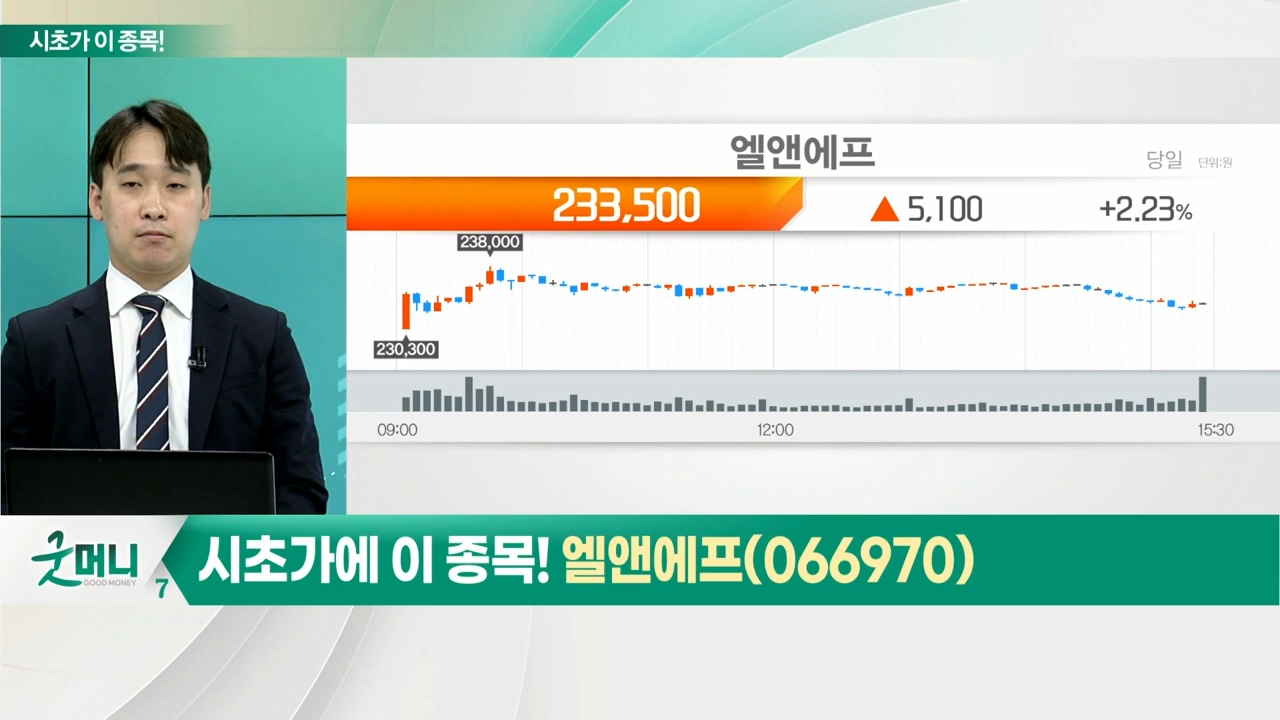 시초가 이 종목!
엘앤에프
당일 단위:원
233,500 ▲ 5,100 +2.23%
238,000
230,300
09:00 12:00 15:30
굿머니
GOOD MONEY
7
시초가에 이 종목! 엘앤에프(066970)